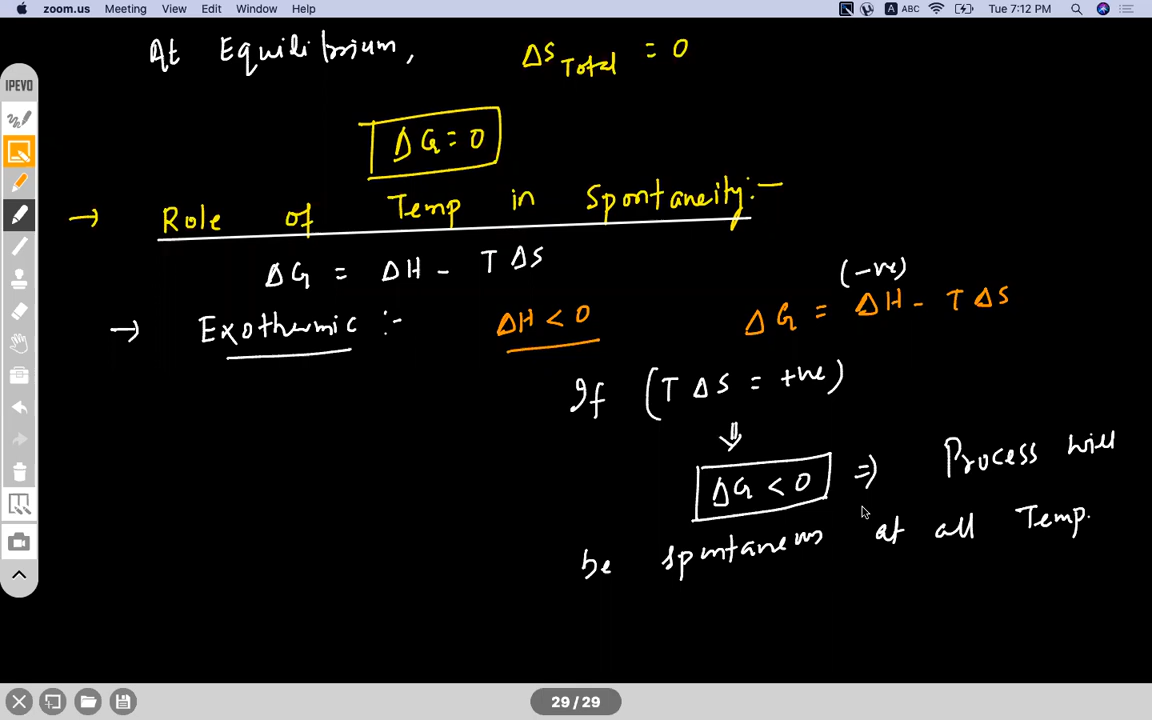 zoom.us Meeting View Edit Window Help A ABC Tue 7:12 PM
IPEVO
At Equilibrium, ΔS Total = 0
ΔG = 0
→ Role of Temp in Spontaneity:-
ΔG = ΔH - TΔS
→ Exothermic :- ΔH < 0
(-ve)
ΔG = ΔH - TΔS
If (TΔS = +ve)
⇓
ΔG < 0 ⇒ Process will
be spontaneous at all Temp.
29 / 29